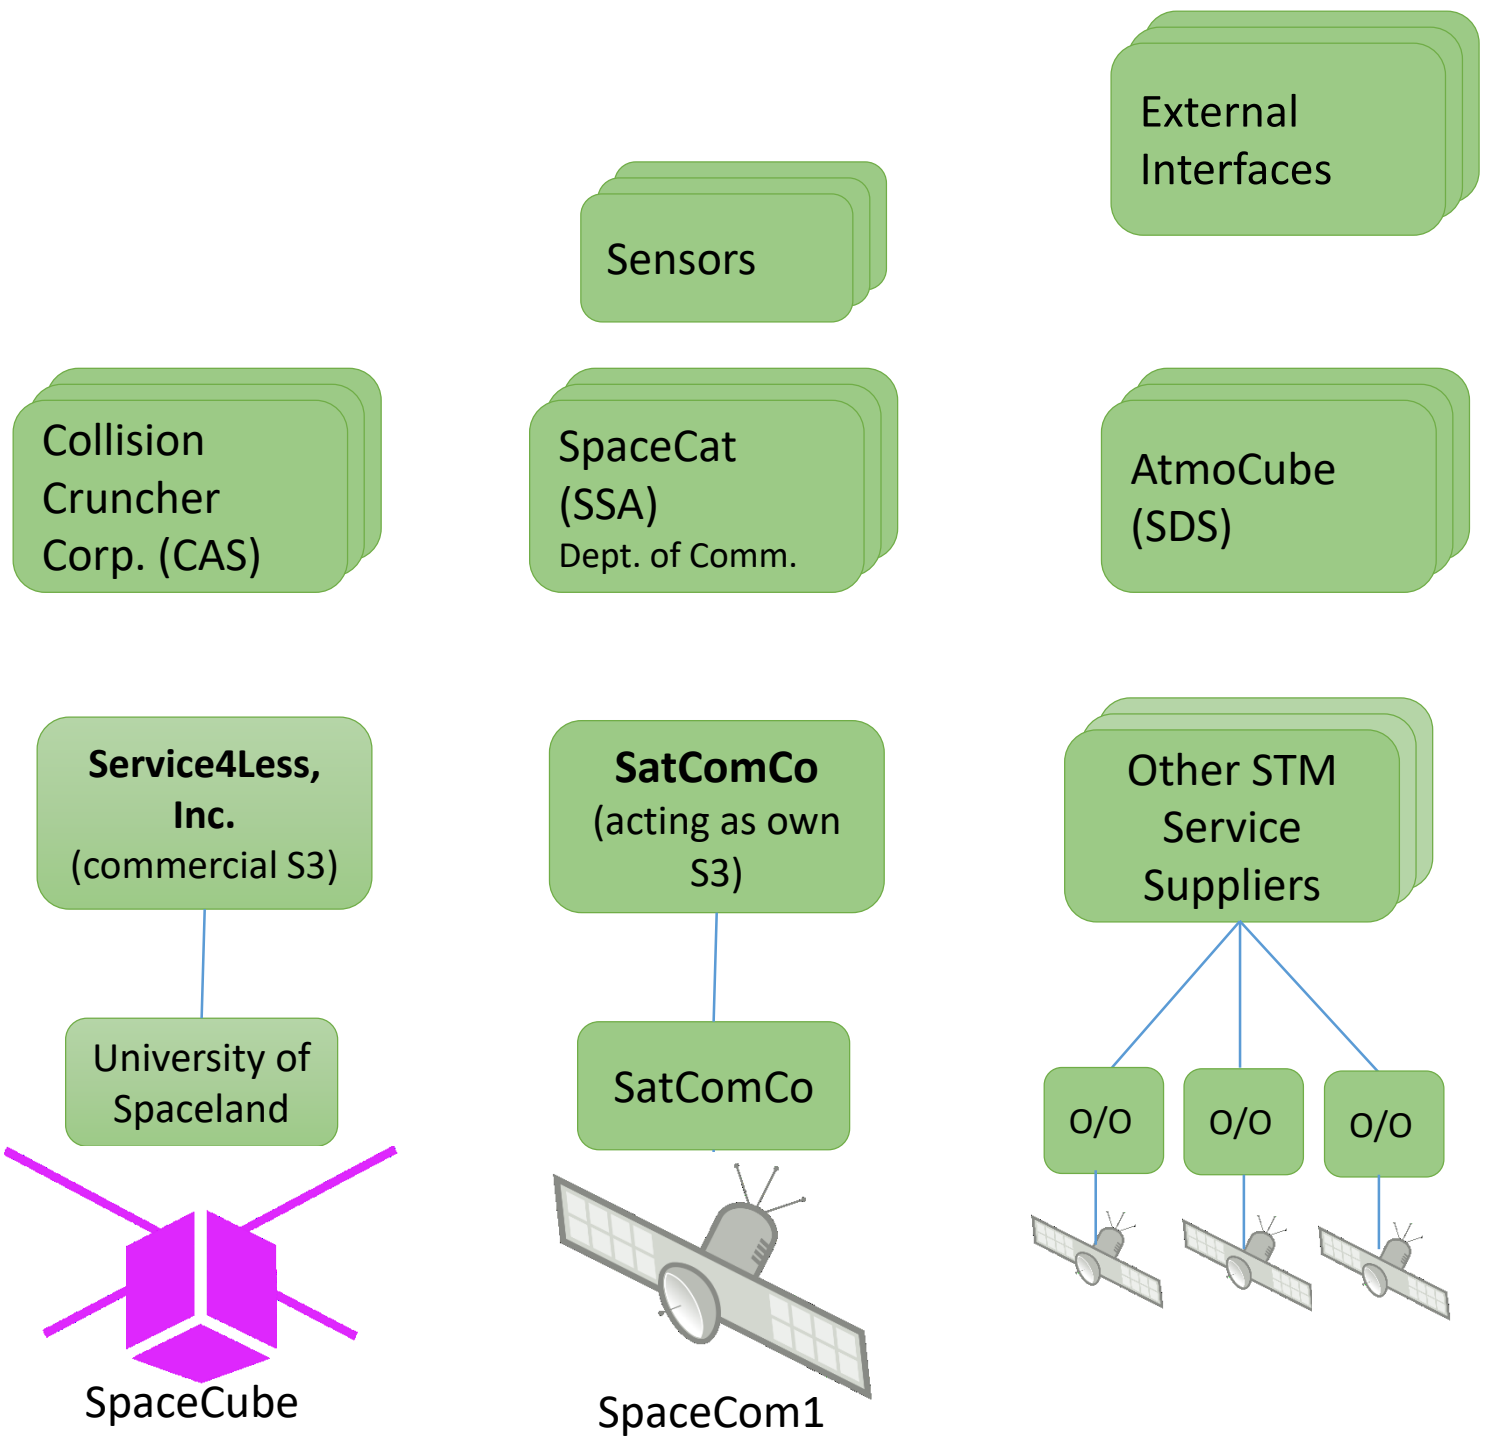 External
Interfaces
Sensors
Collision
Cruncher
Corp. (CAS)
SpaceCat
(SSA)
Dept. of Comm.
AtmoCube
(SDS)
Service4Less,
Inc.
(commercial S3)
SatComCo
(acting as own
S3)
Other STM
Service
Suppliers
University of
Spaceland
SatComCo
O/O
O/O
O/O
SpaceCube
SpaceCom1